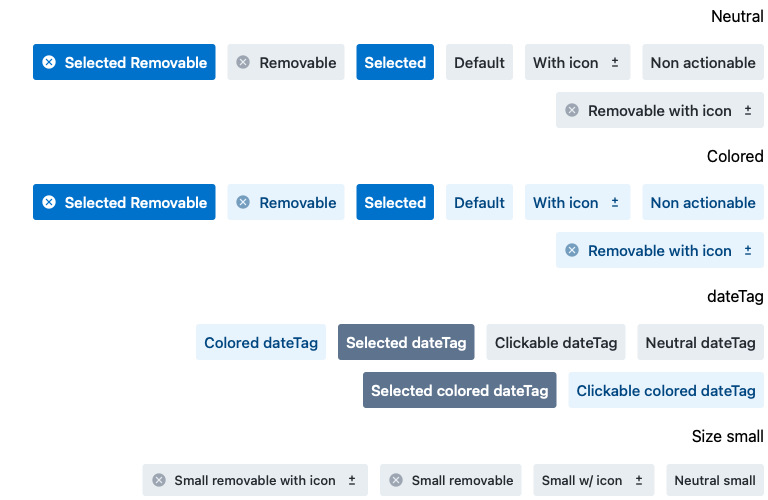 Neutral
Selected Removable Removable Selected Default With icon ± Non actionable
Removable with icon ±
Colored
Selected Removable Removable Selected Default With icon ± Non actionable
Removable with icon ±
dateTag
Colored dateTag Selected dateTag Clickable dateTag Neutral dateTag
Selected colored dateTag Clickable colored dateTag
Size small
Small removable with icon ± Small removable Small w/ icon ± Neutral small